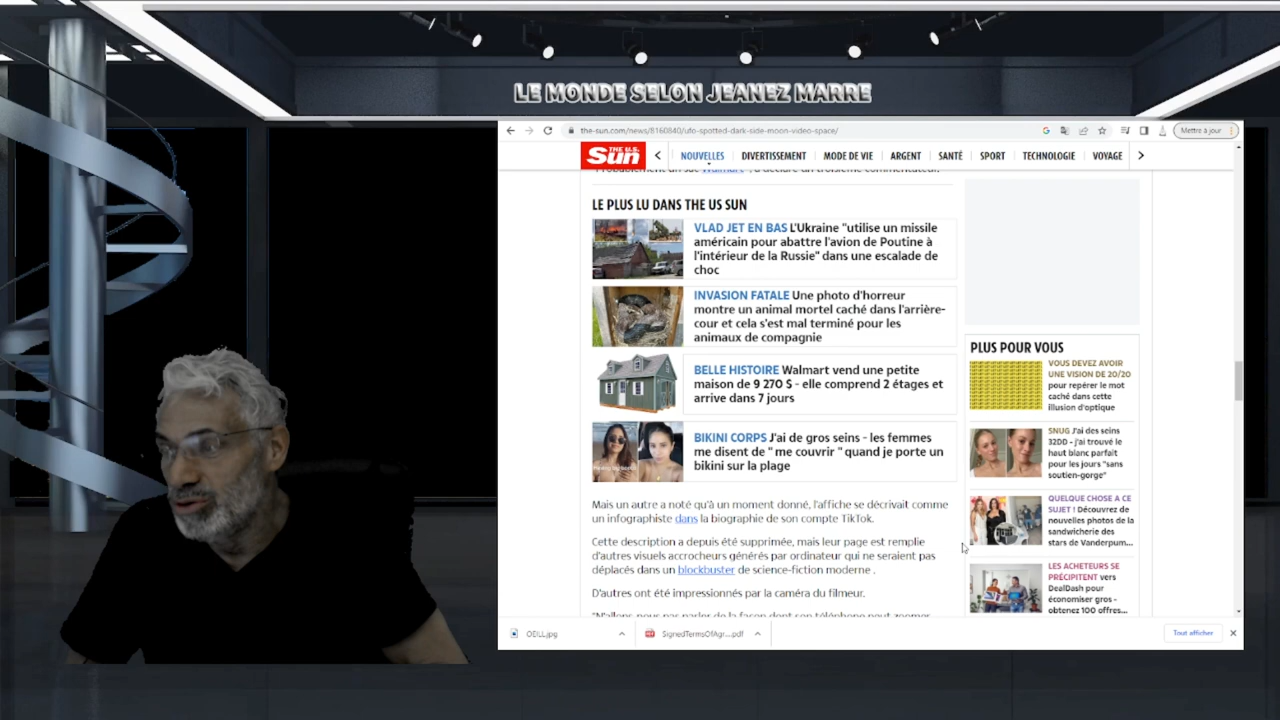 LE MONDE SELON JEANEZ MARRE
the-sun.com/news/8160840/ufo-spotted-dark-side-moon-video-space/
Mettre à jour
THE U.S. Sun
NOUVELLES DIVERTISSEMENT MODE DE VIE ARGENT SANTÉ SPORT TECHNOLOGIE VOYAGE
LE PLUS LU DANS THE US SUN
VLAD JET EN BAS L'Ukraine "utilise un missile
américain pour abattre l'avion de Poutine à
l'intérieur de la Russie" dans une escalade de
choc
INVASION FATALE Une photo d'horreur
montre un animal mortel caché dans l'arrière-
cour et cela s'est mal terminé pour les
animaux de compagnie
BELLE HISTOIRE Walmart vend une petite
maison de 9 270 $ - elle comprend 2 étages et
arrive dans 7 jours
BIKINI CORPS J'ai de gros seins - les femmes
me disent de " me couvrir " quand je porte un
bikini sur la plage
Mais un autre a noté qu'à un moment donné, l'affiche se décrivait comme
un infographiste dans la biographie de son compte TikTok.
Cette description a depuis été supprimée, mais leur page est remplie
d'autres visuels accrocheurs générés par ordinateur qui ne seraient pas
déplacés dans un blockbuster de science-fiction moderne .
D'autres ont été impressionnés par la caméra du filmeur.
PLUS POUR VOUS
VOUS DEVEZ AVOIR
UNE VISION DE 20/20
pour repérer le mot
caché dans cette
illusion d'optique
SNUG J'ai des seins
32DD - j'ai trouvé le
haut blanc parfait
pour les jours "sans
soutien-gorge"
QUELQUE CHOSE A CE
SUJET ! Découvrez de
nouvelles photos de la
sandwicherie des
stars de Vanderpum...
LES ACHETEURS SE
PRÉCIPITENT vers
DealDash pour
économiser gros -
obtenez 100 offres...
OEILL.jpg
SignedTermsOfAgr...pdf
Tout afficher